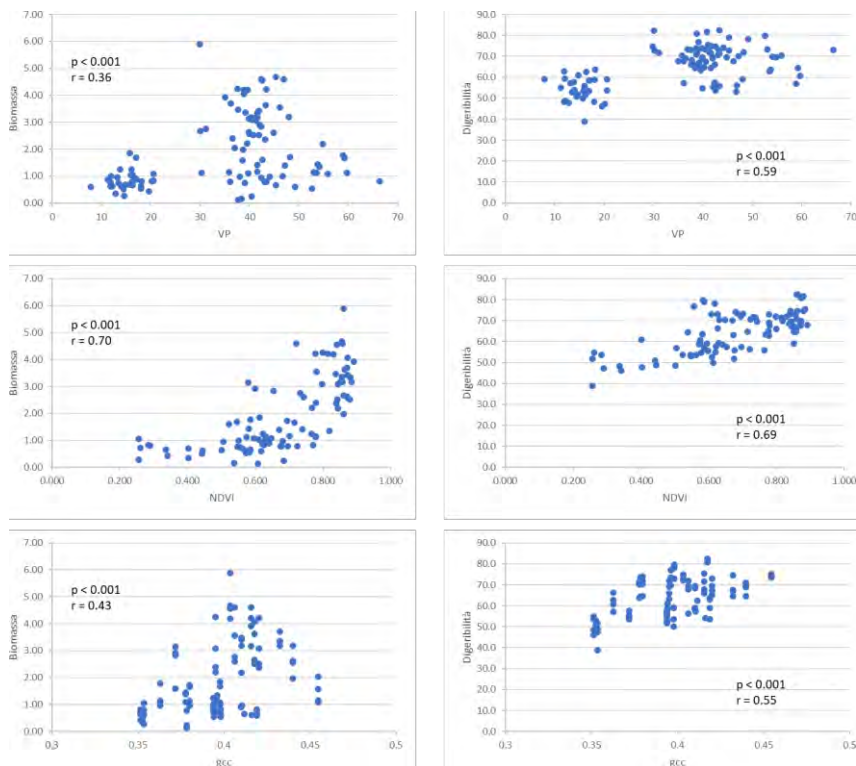 7.00
6.00
5.00
4.00
3.00
2.00
1.00
0.00
Biomassa
p < 0.001
r = 0.36
0 10 20 30 40 50 60 70
VP
90.0
80.0
70.0
60.0
50.0
40.0
30.0
20.0
10.0
0.0
Digeribilità
p < 0.001
r = 0.59
0 10 20 30 40 50 60 70
VP
7.00
6.00
5.00
4.00
3.00
2.00
1.00
0.00
Biomassa
p < 0.001
r = 0.70
0.000 0.200 0.400 0.600 0.800 1.000
NDVI
90.0
80.0
70.0
60.0
50.0
40.0
30.0
20.0
10.0
0.0
Digeribilità
p < 0.001
r = 0.69
0.000 0.200 0.400 0.600 0.800 1.000
NDVI
7.00
6.00
5.00
4.00
3.00
2.00
1.00
0.00
Biomassa
p < 0.001
r = 0.43
0,3 0.35 0.4 0.45 0.5
gcc
90.0
80.0
70.0
60.0
50.0
40.0
30.0
20.0
10.0
0.0
Digeribilità
p < 0.001
r = 0.55
0.3 0.35 0.4 0.45 0.5
gcc